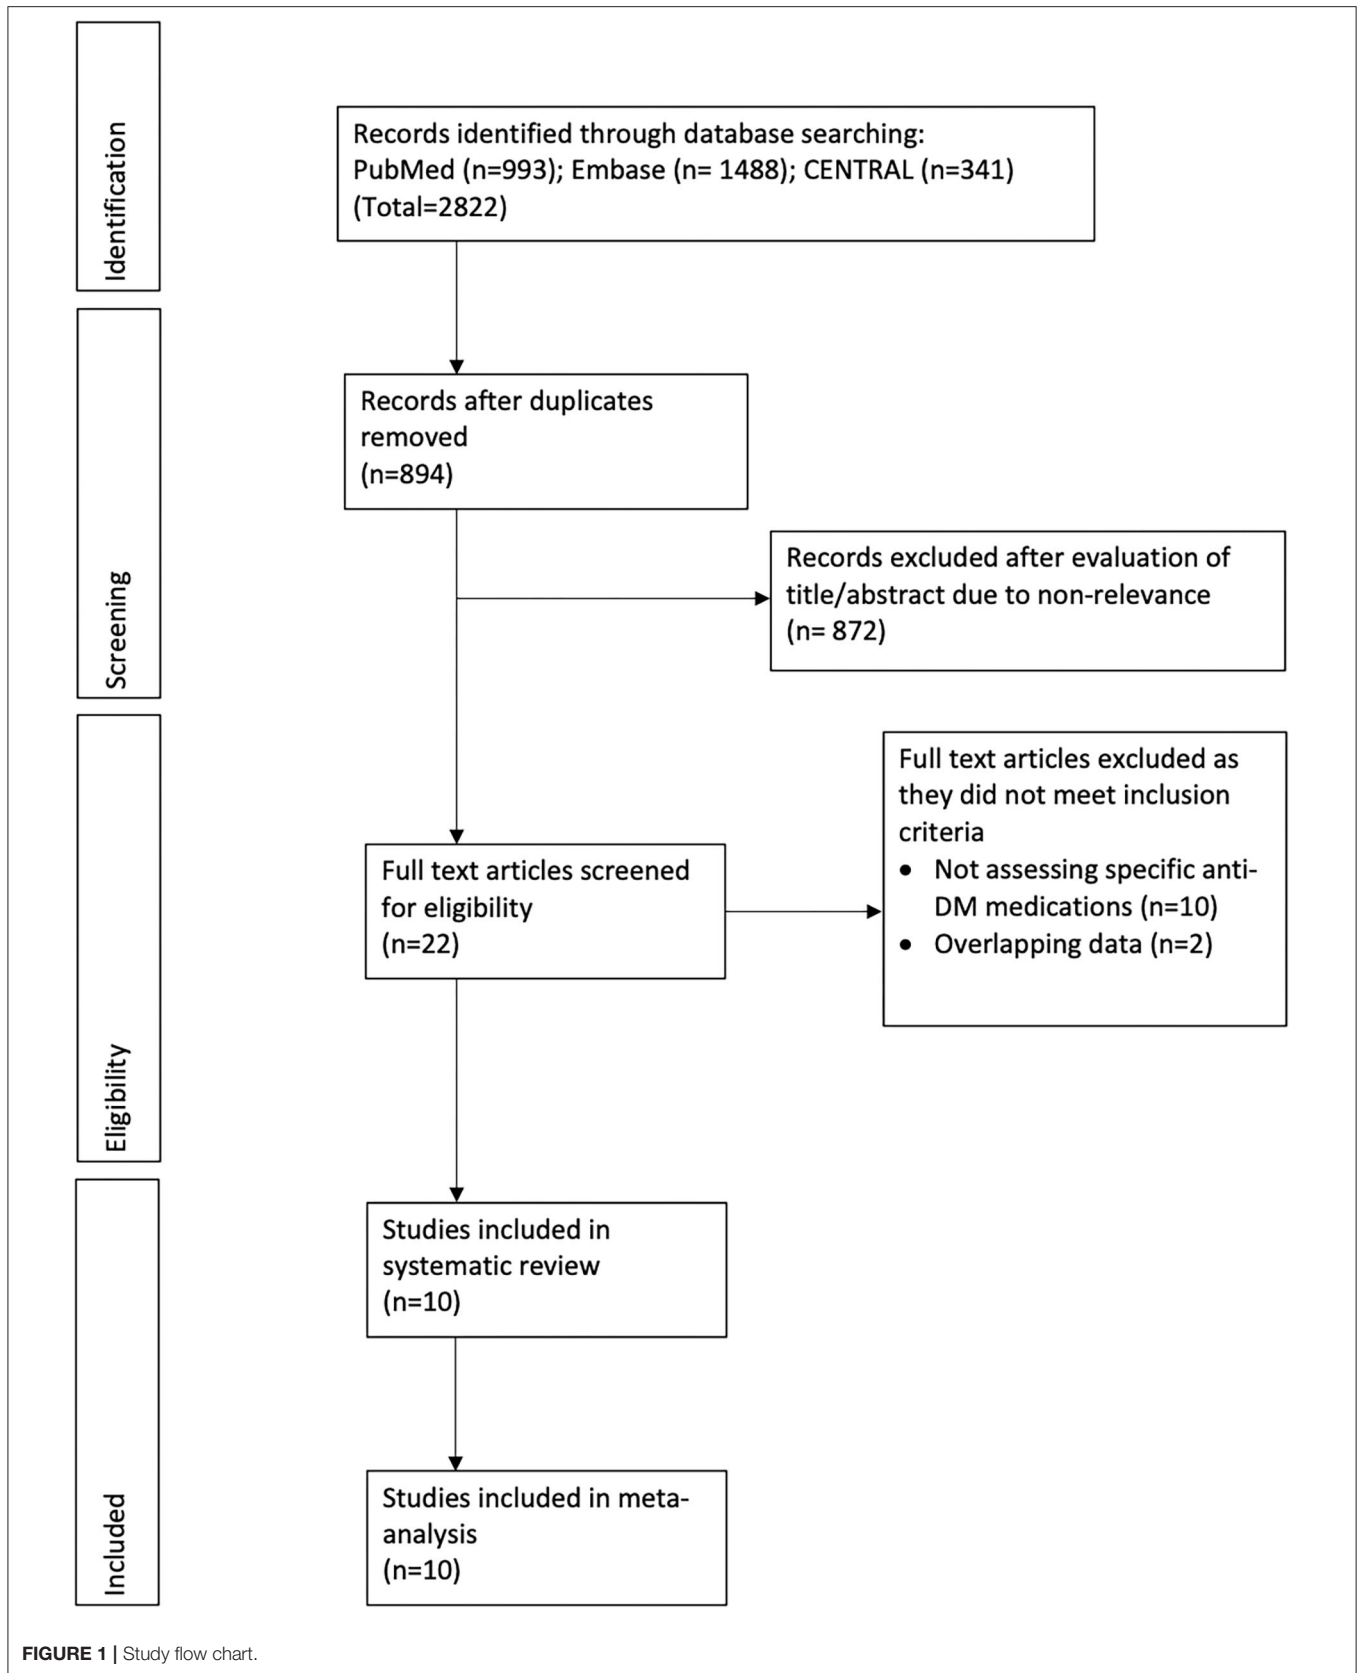 Identification
Records identified through database searching:
PubMed (n=993); Embase (n= 1488); CENTRAL (n=341)
(Total=2822)
Screening
Records after duplicates
removed
(n=894)
Records excluded after evaluation of
title/abstract due to non-relevance
(n= 872)
Eligibility
Full text articles screened
for eligibility
(n=22)
Full text articles excluded as
they did not meet inclusion
criteria
• Not assessing specific anti-
DM medications (n=10)
• Overlapping data (n=2)
Included
Studies included in
systematic review
(n=10)
Studies included in meta-
analysis
(n=10)
FIGURE 1 | Study flow chart.